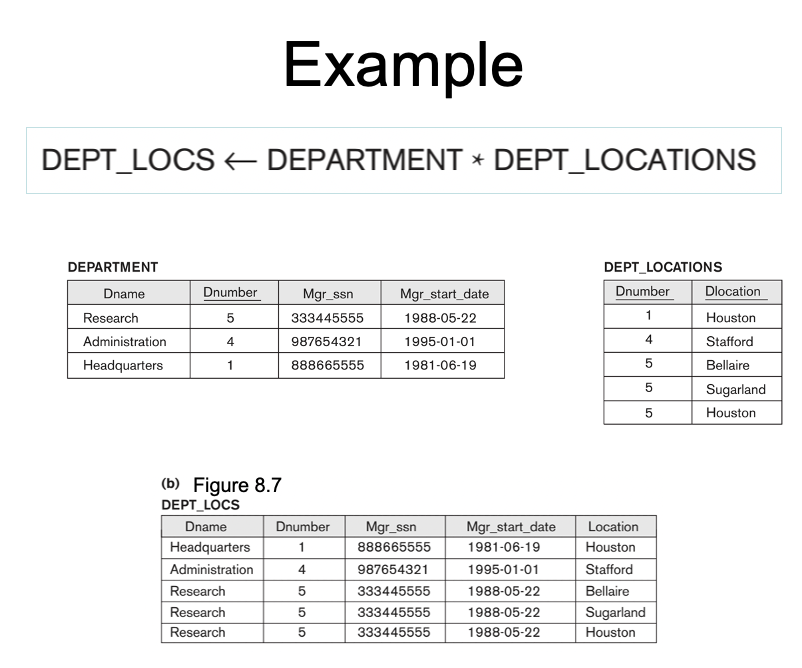 Example
DEPT_LOCS ← DEPARTMENT * DEPT_LOCATIONS
DEPARTMENT
Dname Dnumber Mgr_ssn Mgr_start_date
Research 5 333445555 1988-05-22
Administration 4 987654321 1995-01-01
Headquarters 1 888665555 1981-06-19
DEPT_LOCATIONS
Dnumber Dlocation
1 Houston
4 Stafford
5 Bellaire
5 Sugarland
5 Houston
(b) Figure 8.7
DEPT_LOCS
Dname Dnumber Mgr_ssn Mgr_start_date Location
Headquarters 1 888665555 1981-06-19 Houston
Administration 4 987654321 1995-01-01 Stafford
Research 5 333445555 1988-05-22 Bellaire
Research 5 333445555 1988-05-22 Sugarland
Research 5 333445555 1988-05-22 Houston